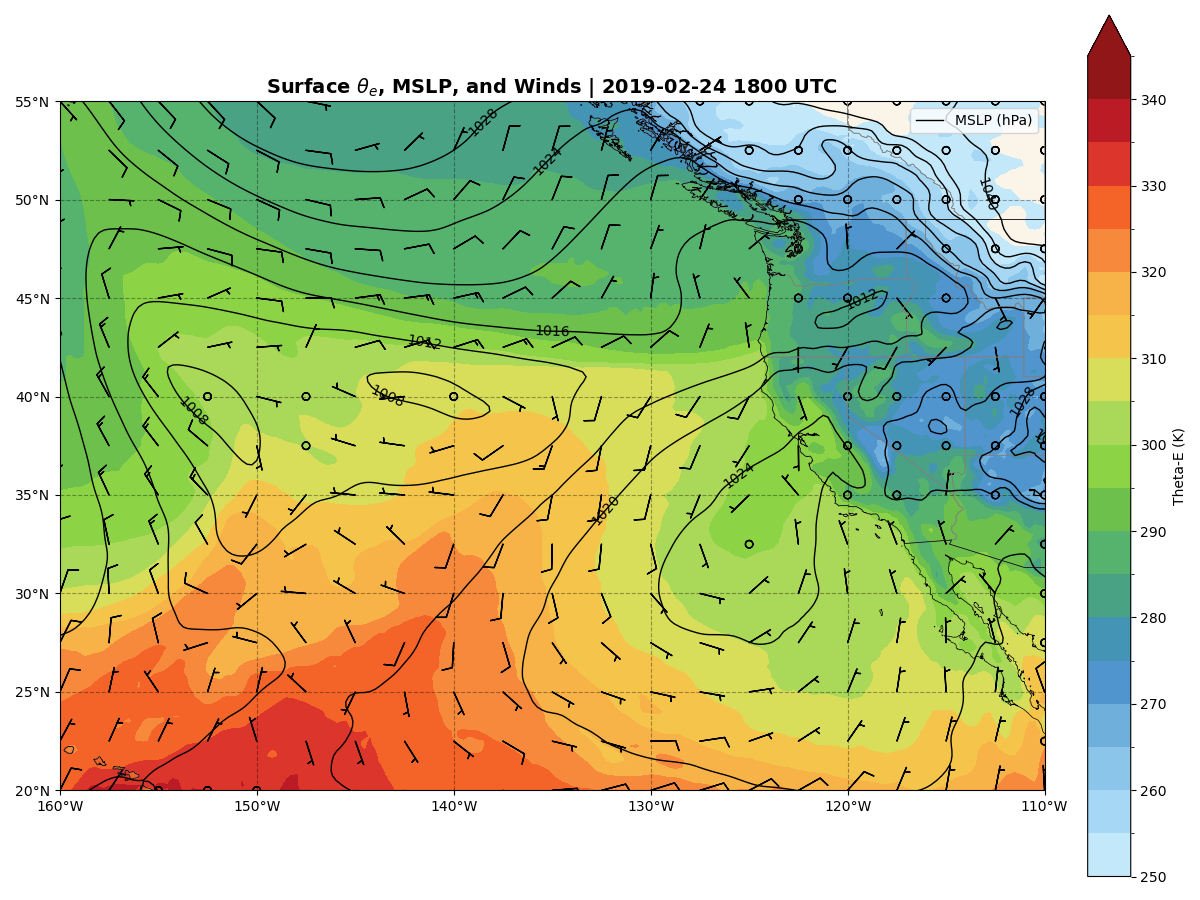 Surface θe, MSLP, and Winds | 2019-02-24 1800 UTC
MSLP (hPa)
55°N
50°N
45°N
40°N
35°N
30°N
25°N
20°N
160°W
150°W
140°W
130°W
120°W
110°W
1028
1024
1040
1012
1016
1012
1008
1008
1028
1024
1020
340
330
320
310
300
290
280
270
260
250
Theta-E (K)